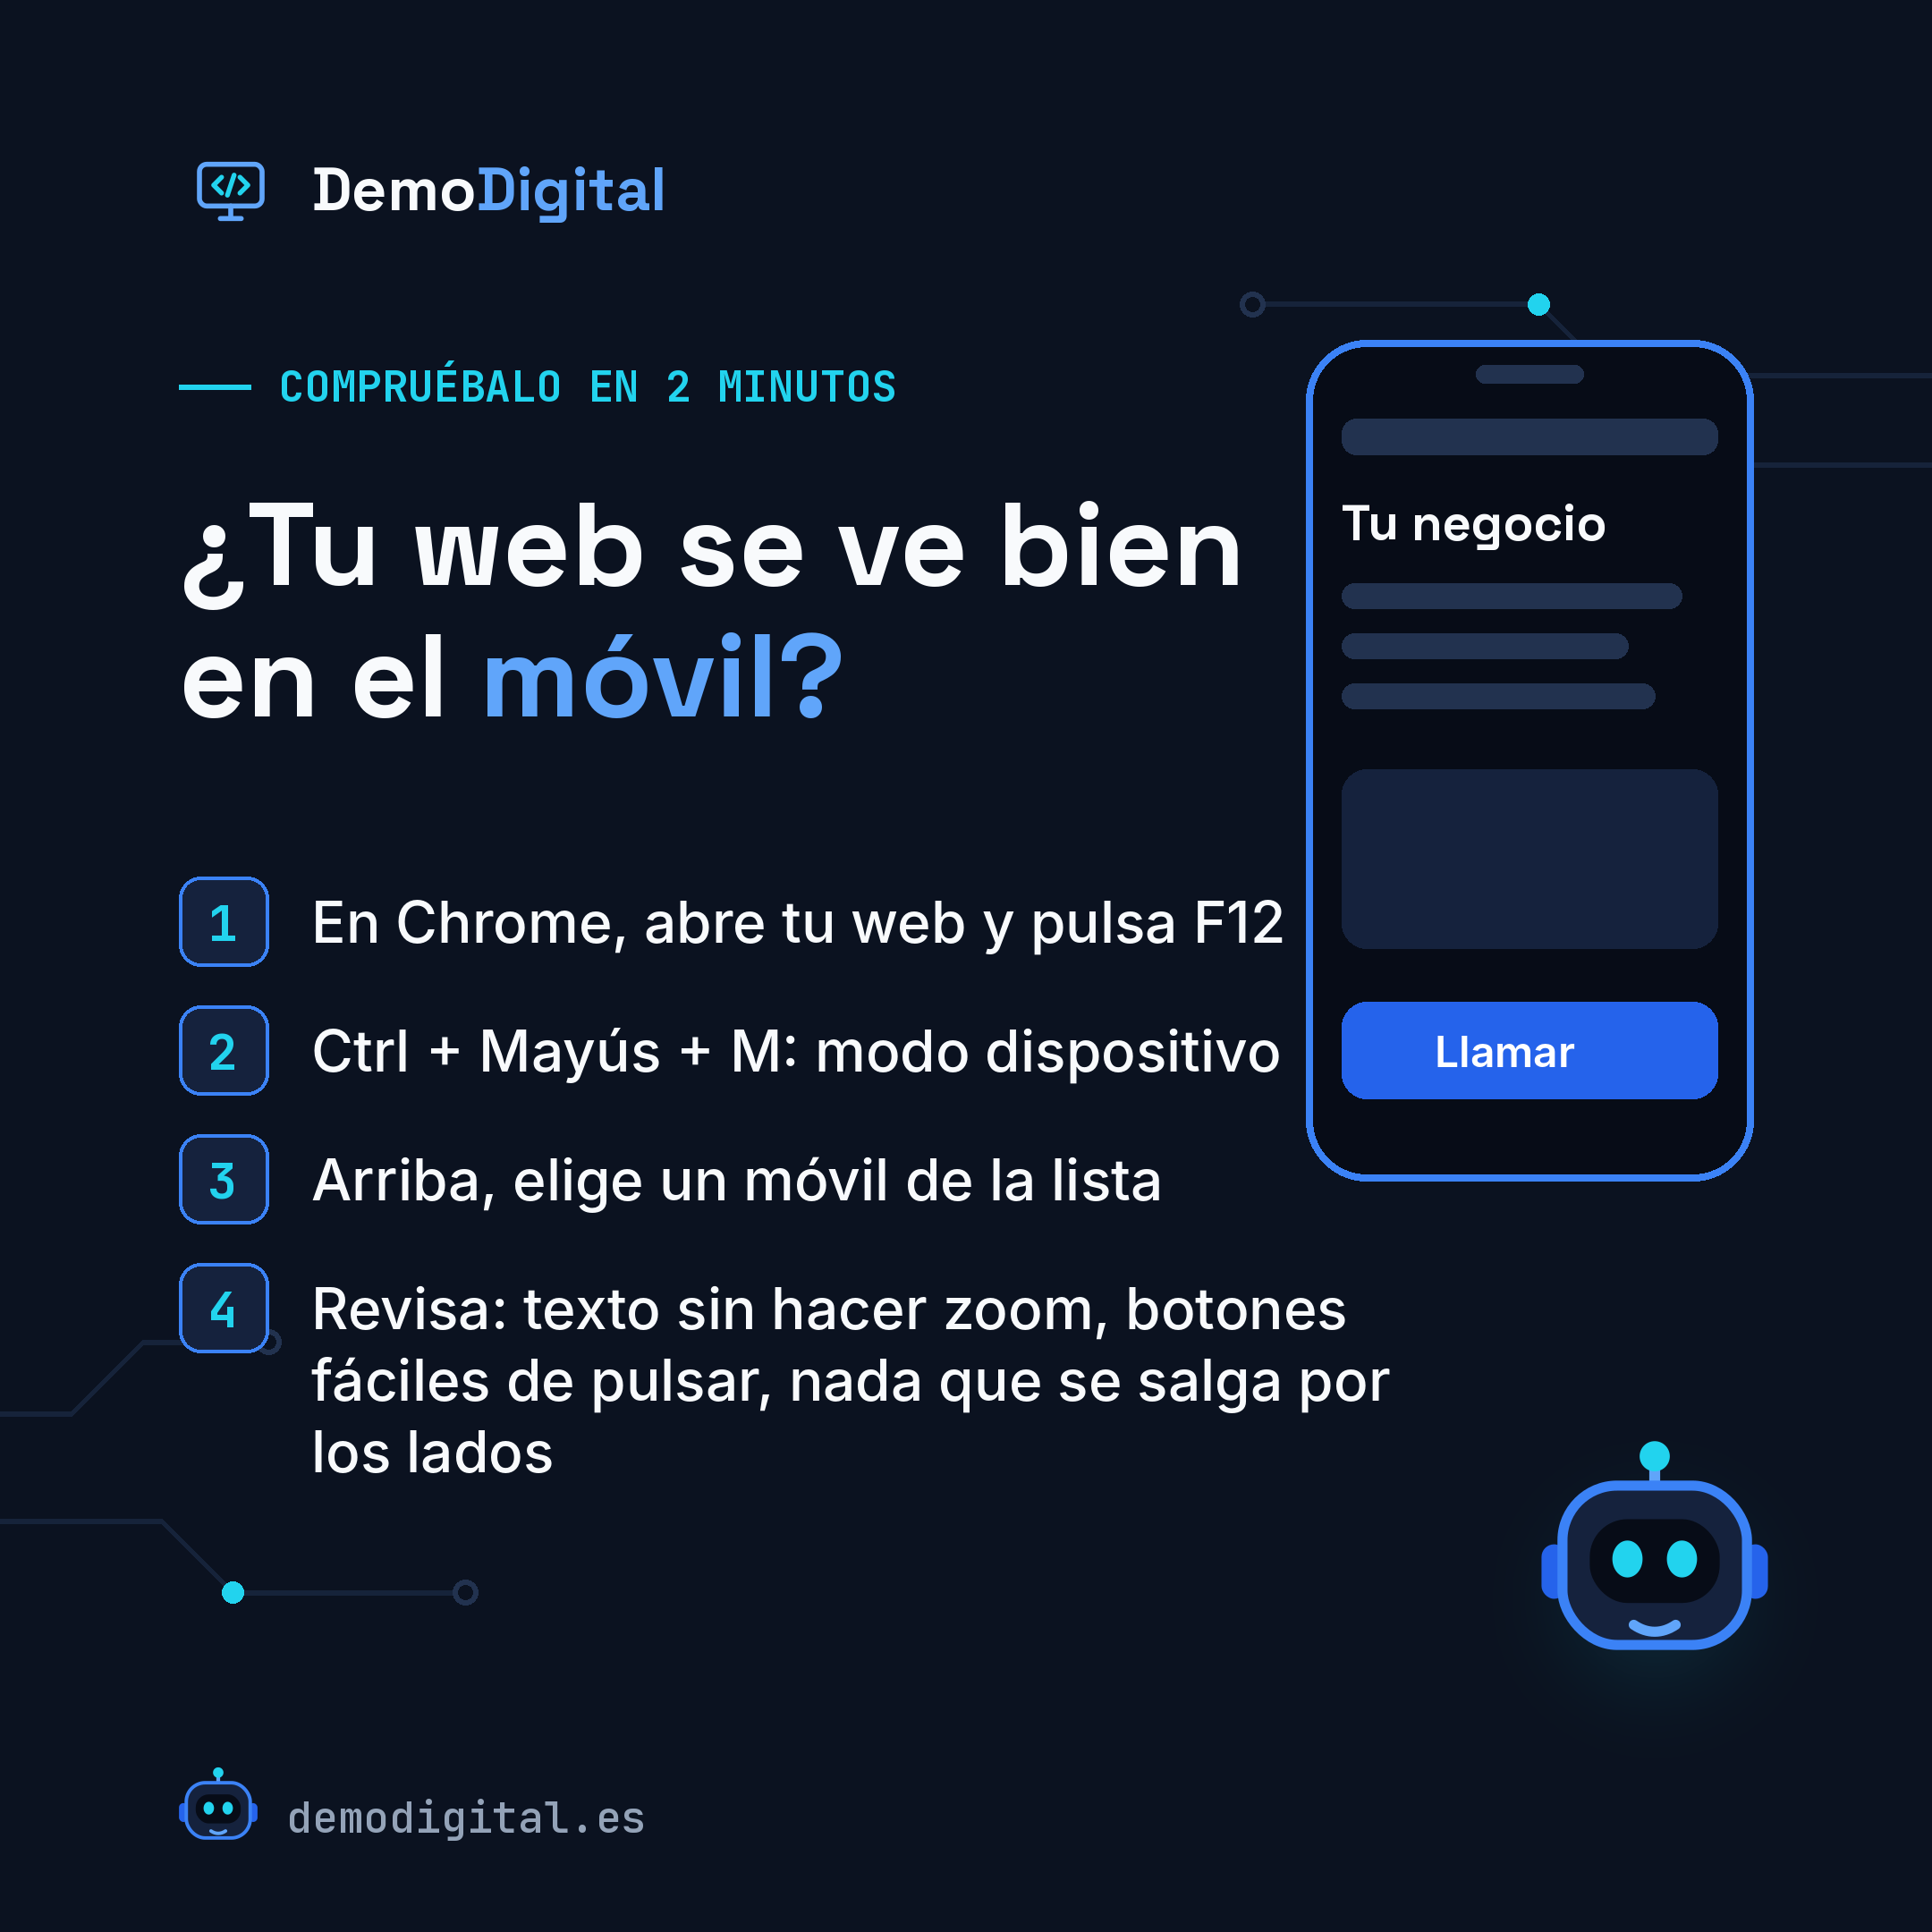 DemoDigital
COMPRUÉBALO EN 2 MINUTOS
¿Tu web se ve bien
en el móvil?
1 En Chrome, abre tu web y pulsa F12
2 Ctrl + Mayús + M: modo dispositivo
3 Arriba, elige un móvil de la lista
4 Revisa: texto sin hacer zoom, botones
fáciles de pulsar, nada que se salga por
los lados
Tu negocio
Llamar
demodigital.es